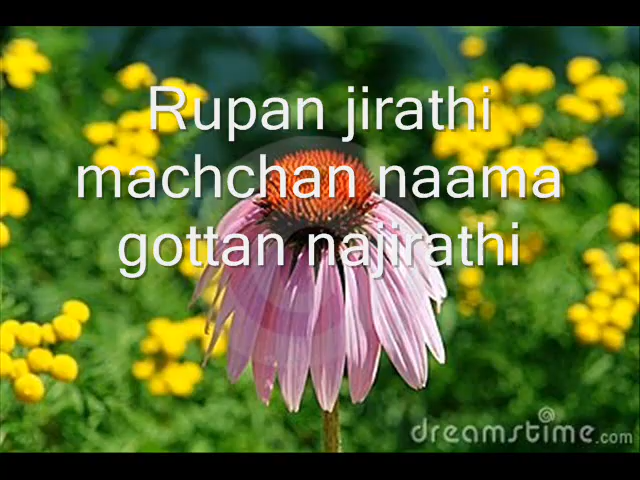 Rupan jirathi
machchan naama
gottan najirathi
dreamstime.com